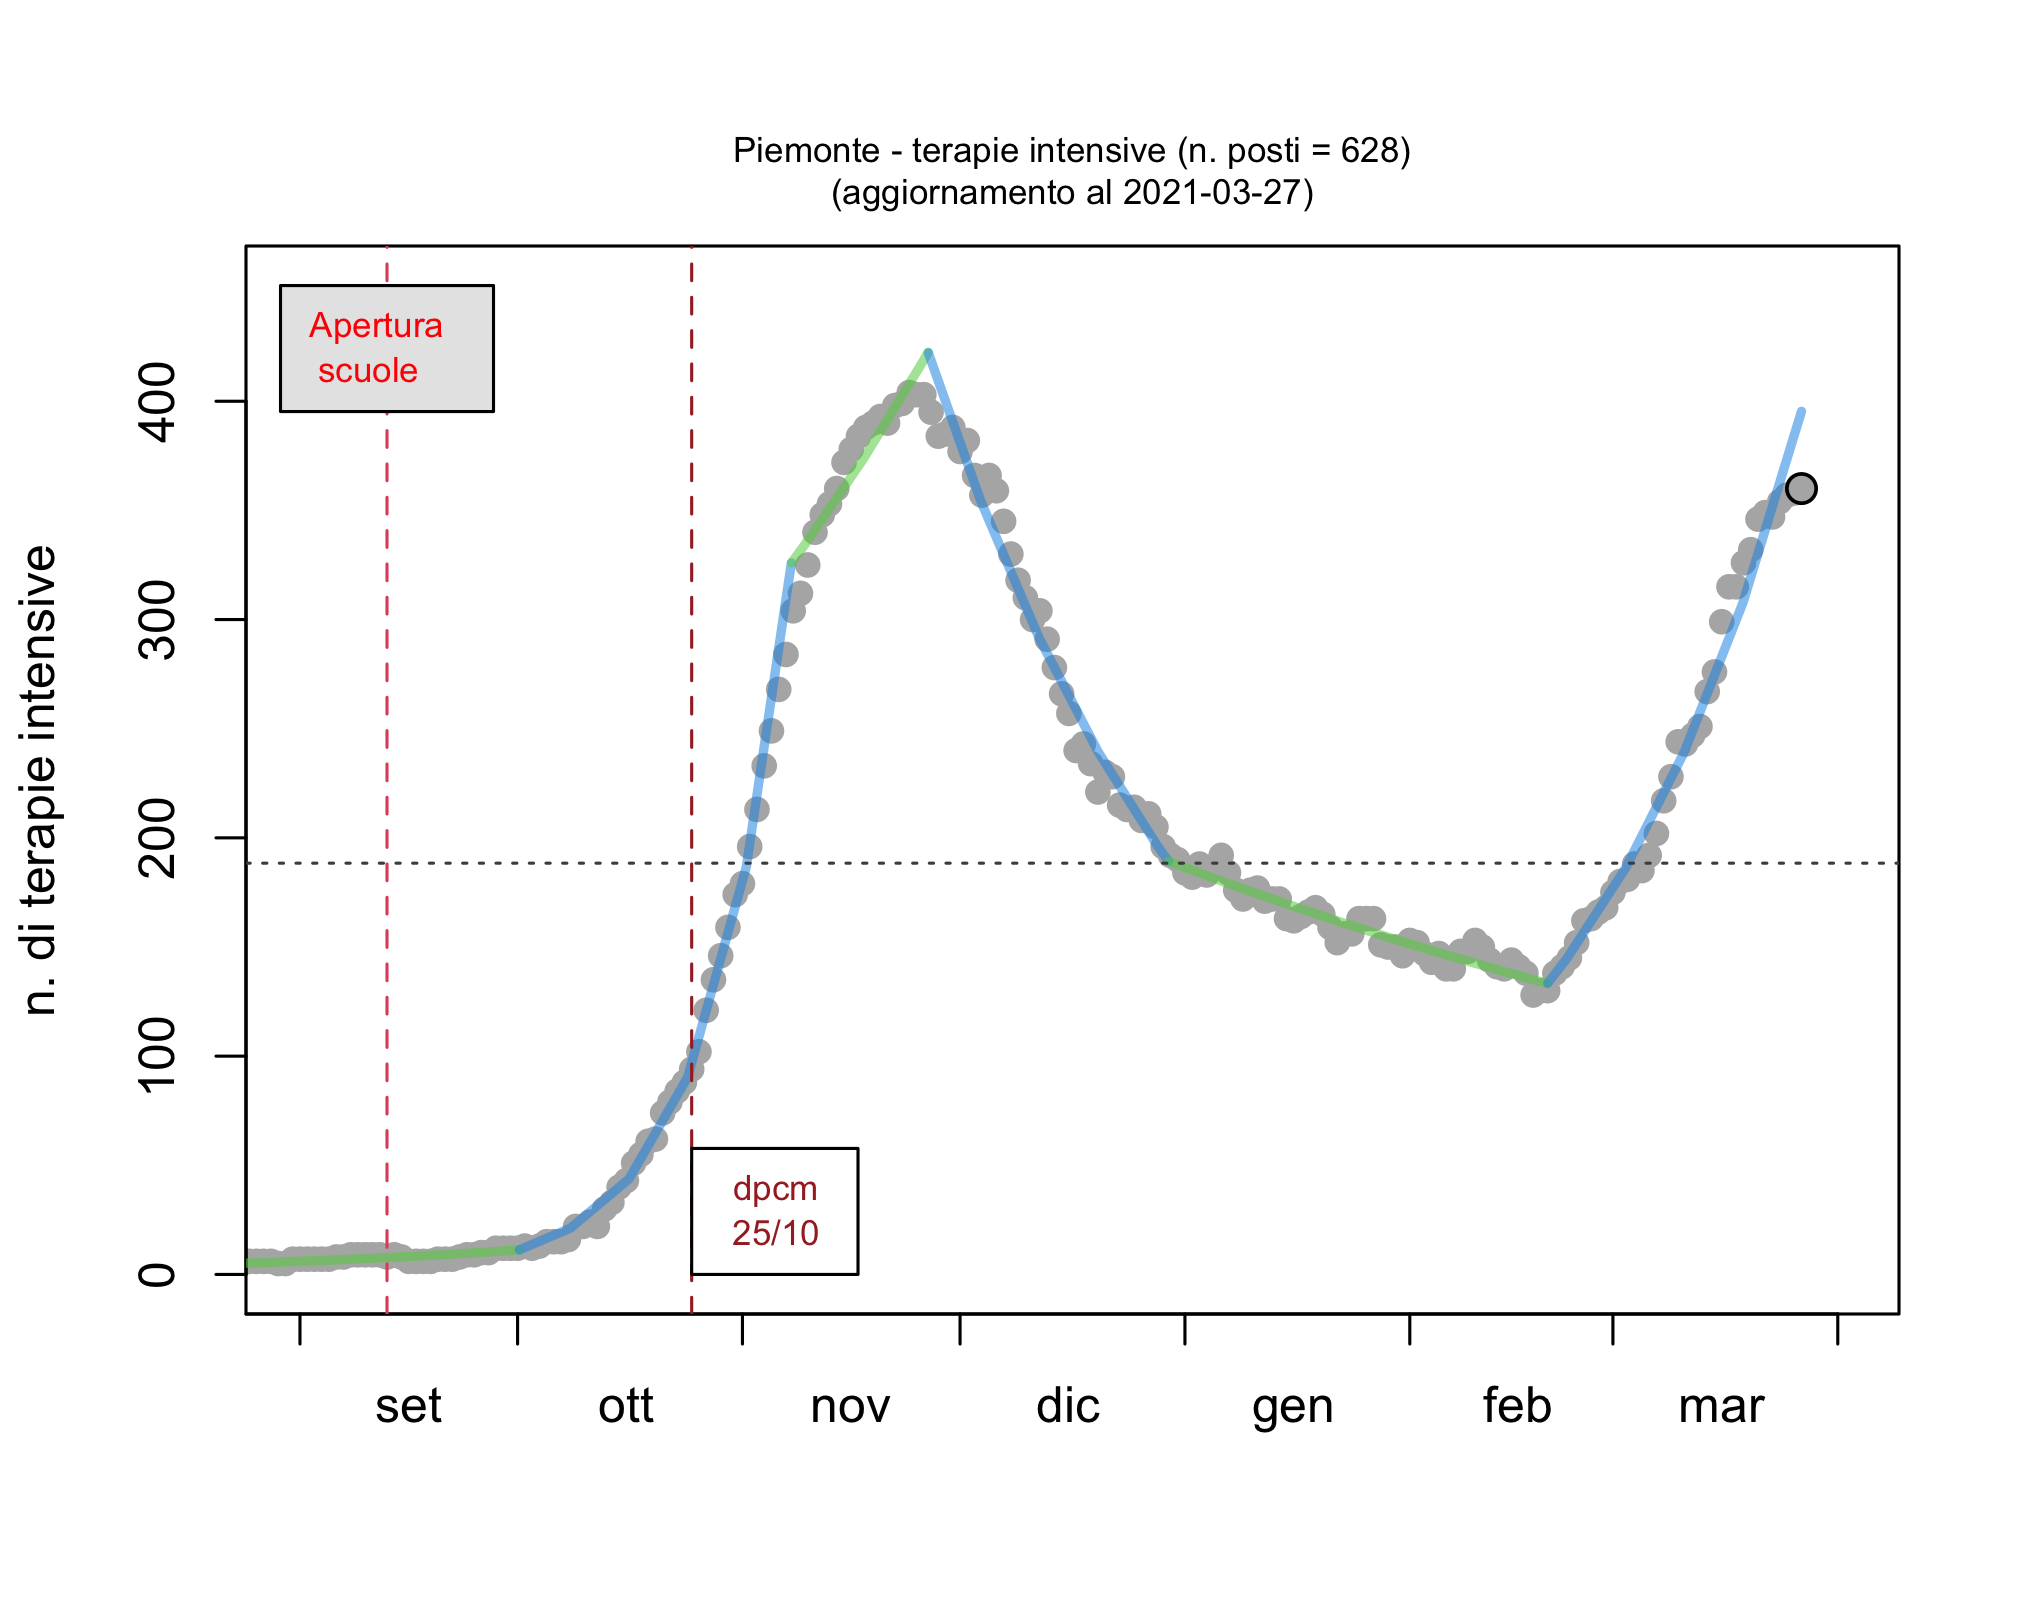 Piemonte - terapie intensive (n. posti = 628)
(aggiornamento al 2021-03-27)
n. di terapie intensive
400
300
200
100
0
Apertura
scuole
dpcm
25/10
set ott nov dic gen feb mar